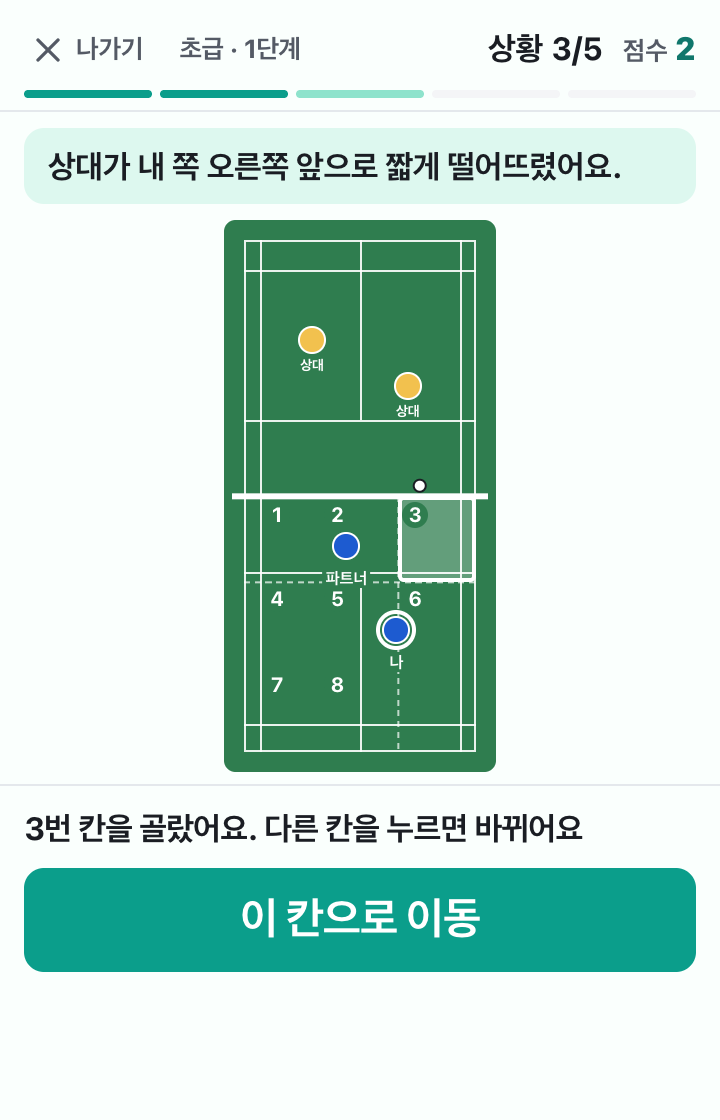 나가기 초급 · 1단계 상황 3/5 점수 2
상대가 내 쪽 오른쪽 앞으로 짧게 떨어뜨렸어요.
상대
상대
1 2 3
파트너
4 5 6
나
7 8
3번 칸을 골랐어요. 다른 칸을 누르면 바뀌어요
이 칸으로 이동